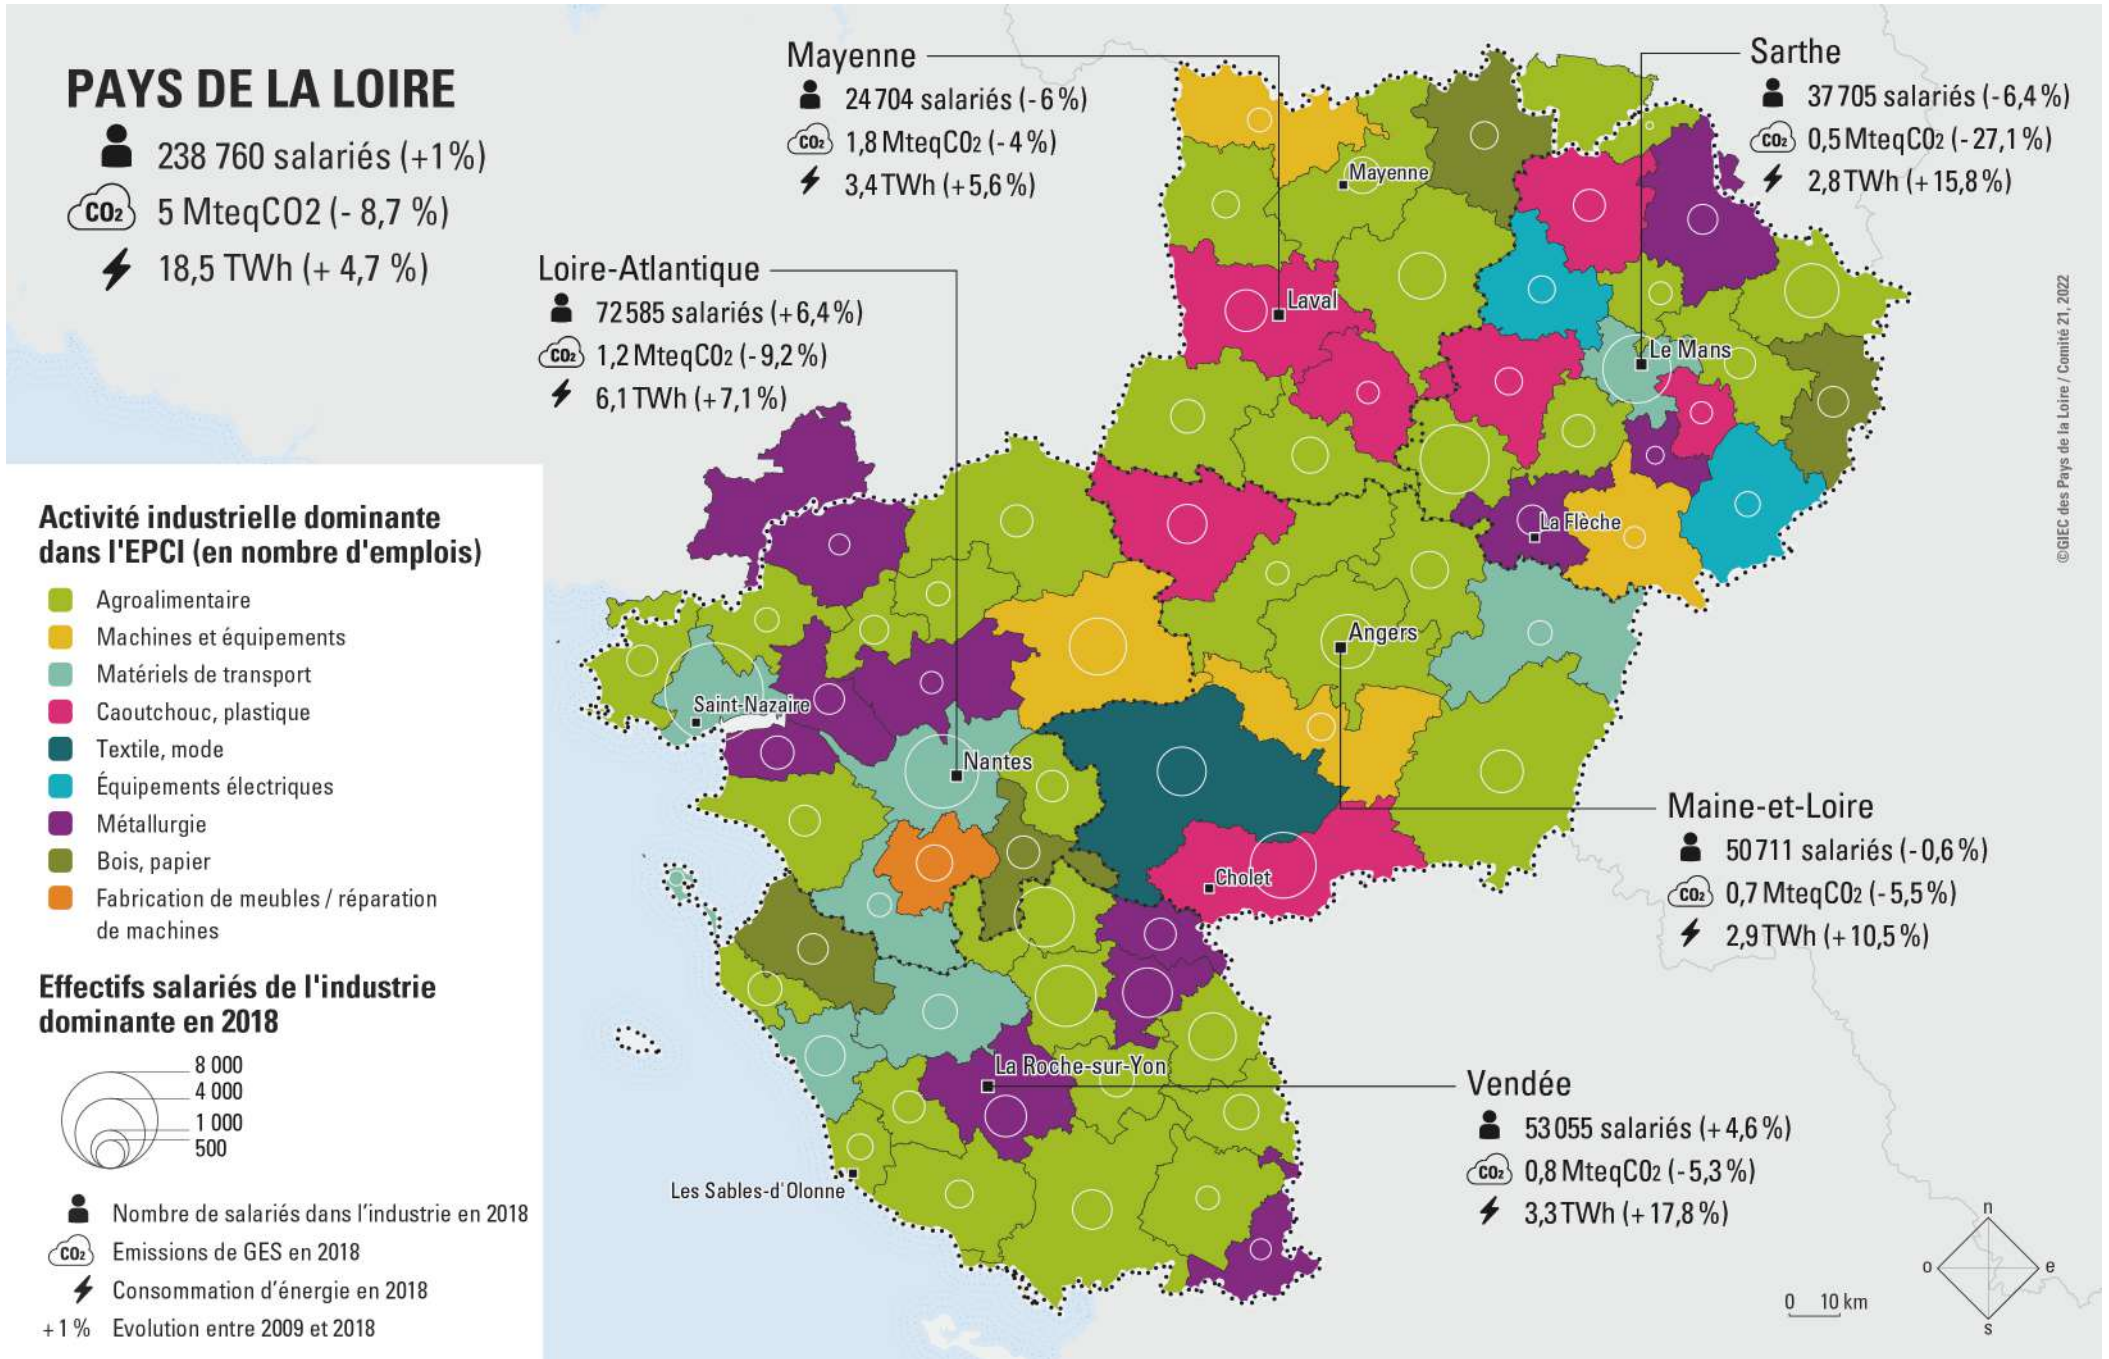 PAYS DE LA LOIRE
238 760 salariés (+1%)
CO2 5 MteqCO2 (- 8,7 %)
18,5 TWh (+ 4,7 %)
Mayenne
24 704 salariés (-6 %)
CO2 1,8 MteqCO2 (-4 %)
3,4 TWh (+5,6 %)
Sarthe
37 705 salariés (-6,4 %)
CO2 0,5 MteqCO2 (-27,1 %)
2,8 TWh (+15,8 %)
Loire-Atlantique
72 585 salariés (+6,4 %)
CO2 1,2 MteqCO2 (-9,2 %)
6,1 TWh (+7,1 %)
Mayenne
Laval
Le Mans
La Flèche
Angers
Saint-Nazaire
Nantes
Cholet
La Roche-sur-Yon
Les Sables-d'Olonne
Maine-et-Loire
50 711 salariés (-0,6 %)
CO2 0,7 MteqCO2 (-5,5 %)
2,9 TWh (+10,5 %)
Vendée
53 055 salariés (+4,6 %)
CO2 0,8 MteqCO2 (-5,3 %)
3,3 TWh (+17,8 %)
Activité industrielle dominante
dans l'EPCI (en nombre d'emplois)
Agroalimentaire
Machines et équipements
Matériels de transport
Caoutchouc, plastique
Textile, mode
Équipements électriques
Métallurgie
Bois, papier
Fabrication de meubles / réparation
de machines
Effectifs salariés de l'industrie
dominante en 2018
8 000
4 000
1 000
500
Nombre de salariés dans l'industrie en 2018
CO2 Emissions de GES en 2018
Consommation d'énergie en 2018
+1 % Evolution entre 2009 et 2018
©GIEC des Pays de la Loire / Comité 21, 2022
n
o e
s
0 10 km